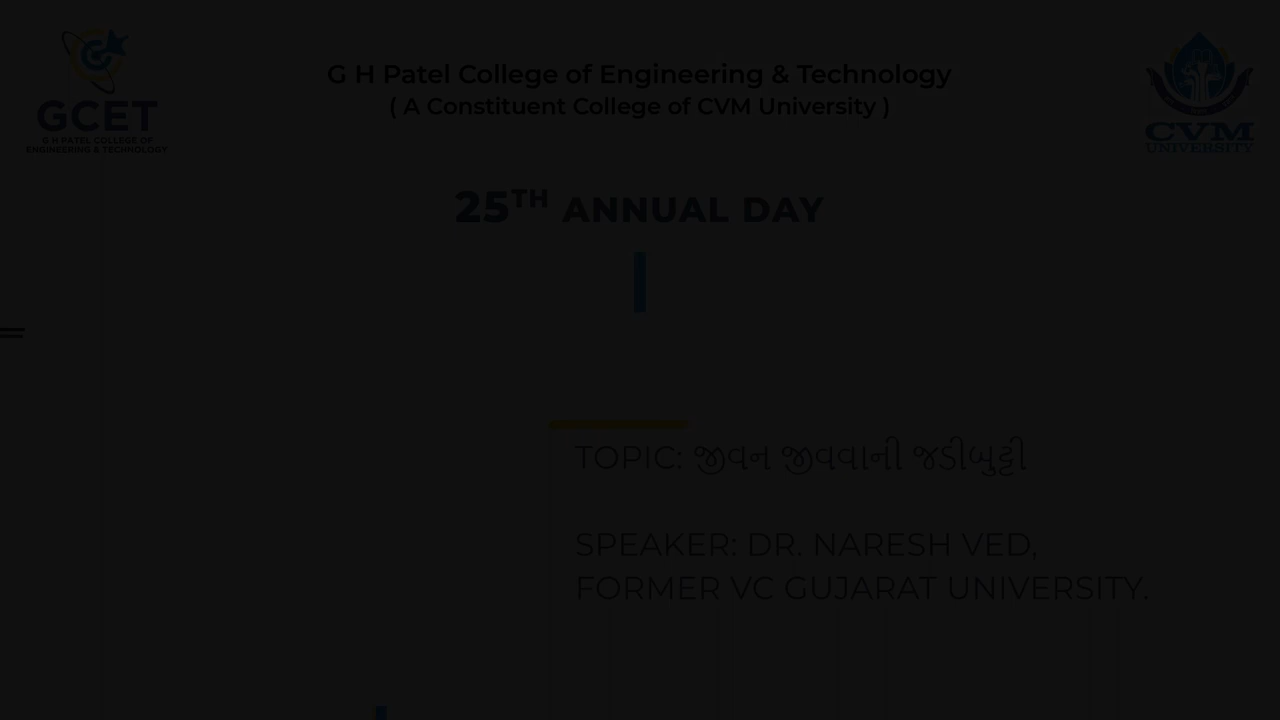 G H Patel College of Engineering & Technology
( A Constituent College of CVM University )
GCET
G H PATEL COLLEGE OF
ENGINEERING & TECHNOLOGY
CVM
UNIVERSITY
25TH ANNUAL DAY
TOPIC: જીવન જીવવાની જડીબુટ્ટી
SPEAKER: DR. NARESH VED,
FORMER VC GUJARAT UNIVERSITY.